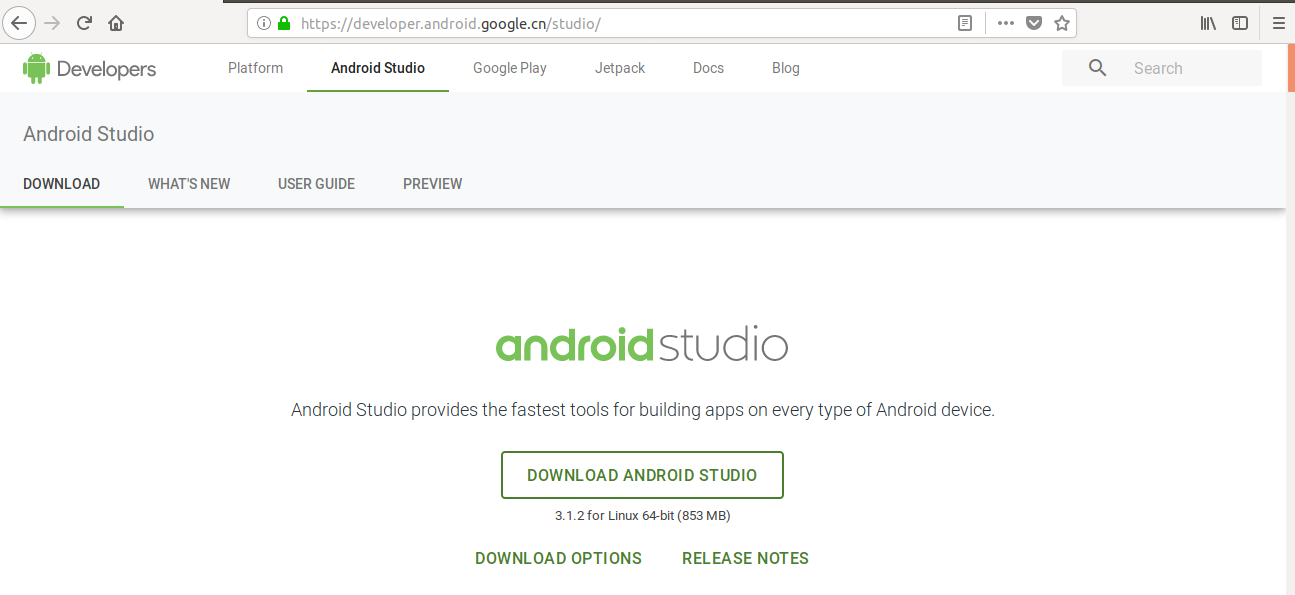 https://developer.android.google.cn/studio/
Developers Platform Android Studio Google Play Jetpack Docs Blog Search
Android Studio
DOWNLOAD WHAT'S NEW USER GUIDE PREVIEW
android studio
Android Studio provides the fastest tools for building apps on every type of Android device.
DOWNLOAD ANDROID STUDIO
3.1.2 for Linux 64-bit (853 MB)
DOWNLOAD OPTIONS RELEASE NOTES